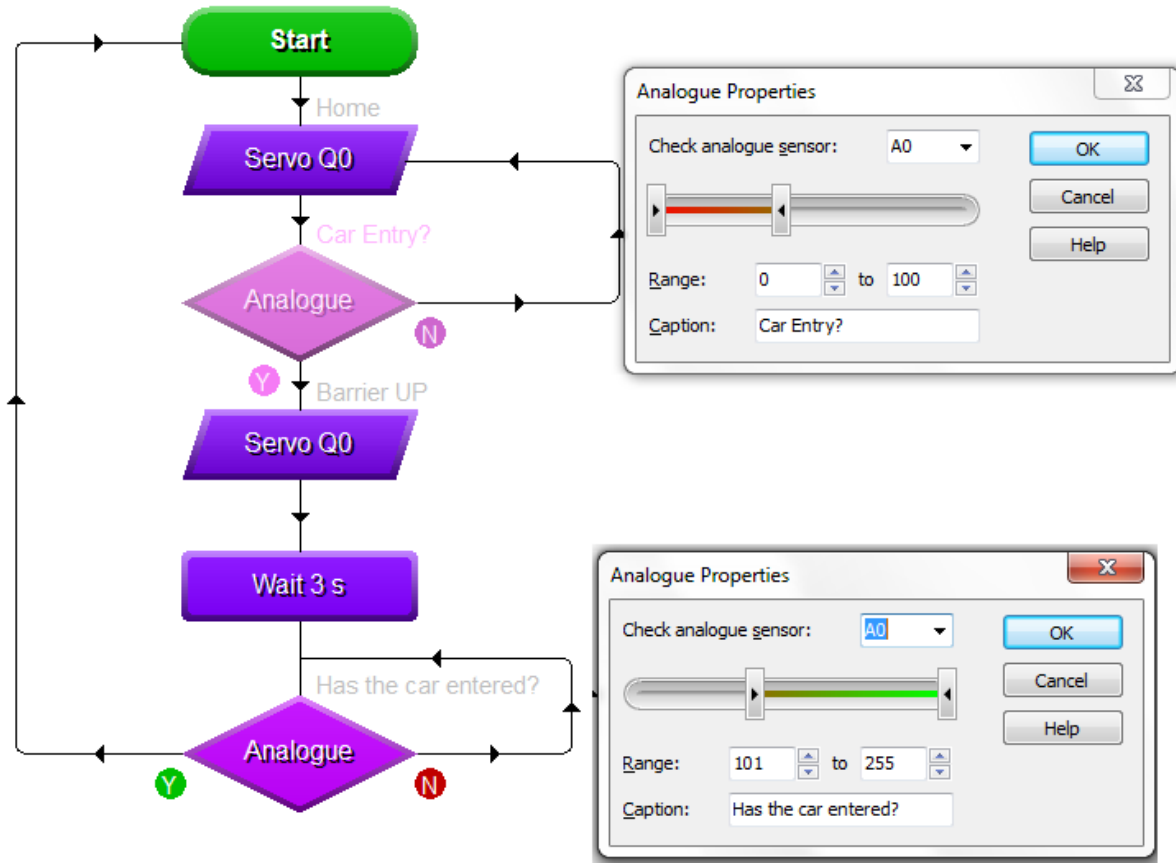 Start
Home
Servo Q0
Car Entry?
Analogue
N
Y
Barrier UP
Servo Q0
Wait 3 s
Has the car entered?
Analogue
Y
N
Analogue Properties
Check analogue sensor: A0
OK
Cancel
Help
Range: 0 to 100
Caption: Car Entry?
Analogue Properties
Check analogue sensor: A0
OK
Cancel
Help
Range: 101 to 255
Caption: Has the car entered?